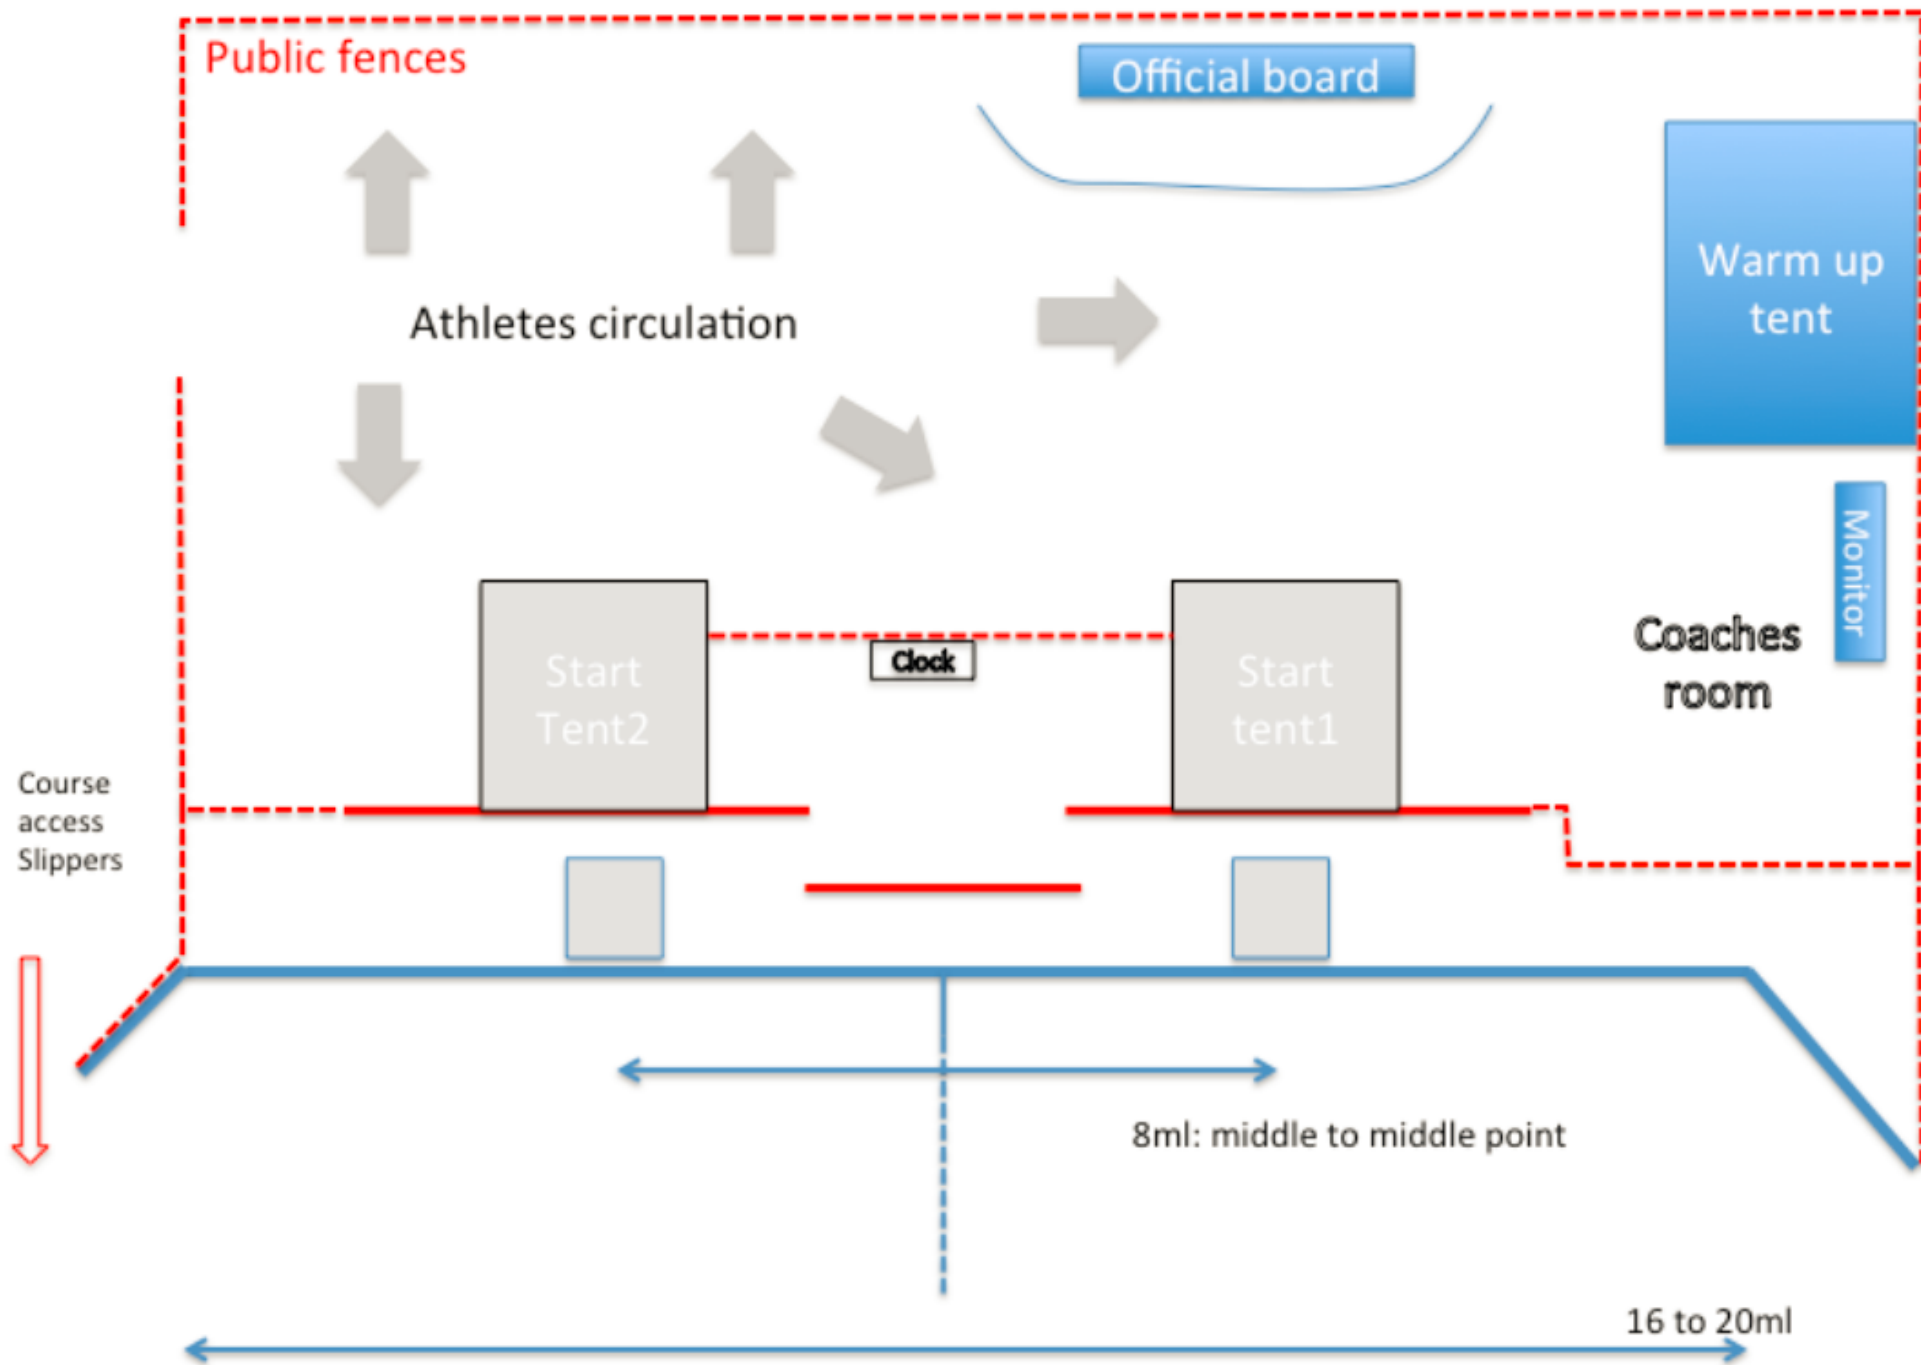 Public fences
Official board
Warm up
tent
Athletes circulation
Monitor
Coaches
room
Clock
Start
Tent2
Start
tent1
Course
access
Slippers
8ml: middle to middle point
16 to 20ml